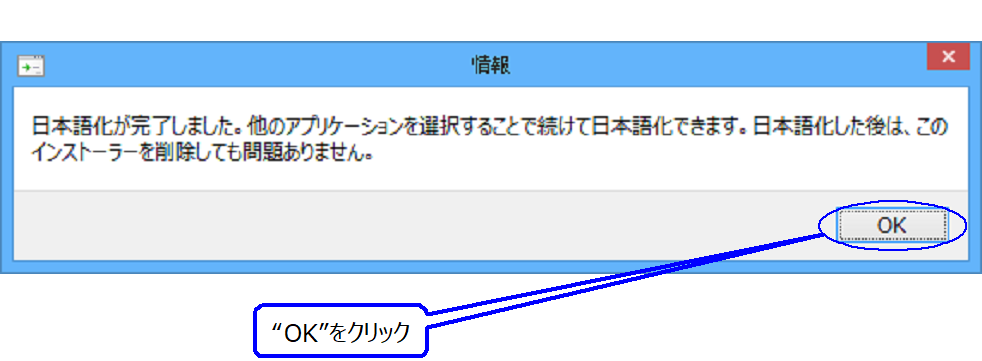 情報
日本語化が完了しました。他のアプリケーションを選択することで続けて日本語化できます。日本語化した後は、この
インストーラーを削除しても問題ありません。
OK
“OK”をクリック